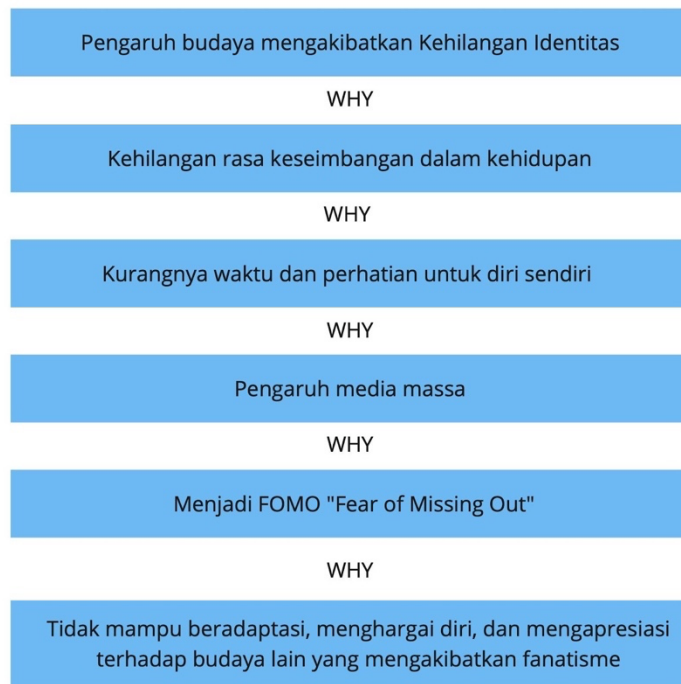 Pengaruh budaya mengakibatkan Kehilangan Identitas
WHY
Kehilangan rasa keseimbangan dalam kehidupan
WHY
Kurangnya waktu dan perhatian untuk diri sendiri
WHY
Pengaruh media massa
WHY
Menjadi FOMO "Fear of Missing Out"
WHY
Tidak mampu beradaptasi, menghargai diri, dan mengapresiasi
terhadap budaya lain yang mengakibatkan fanatisme